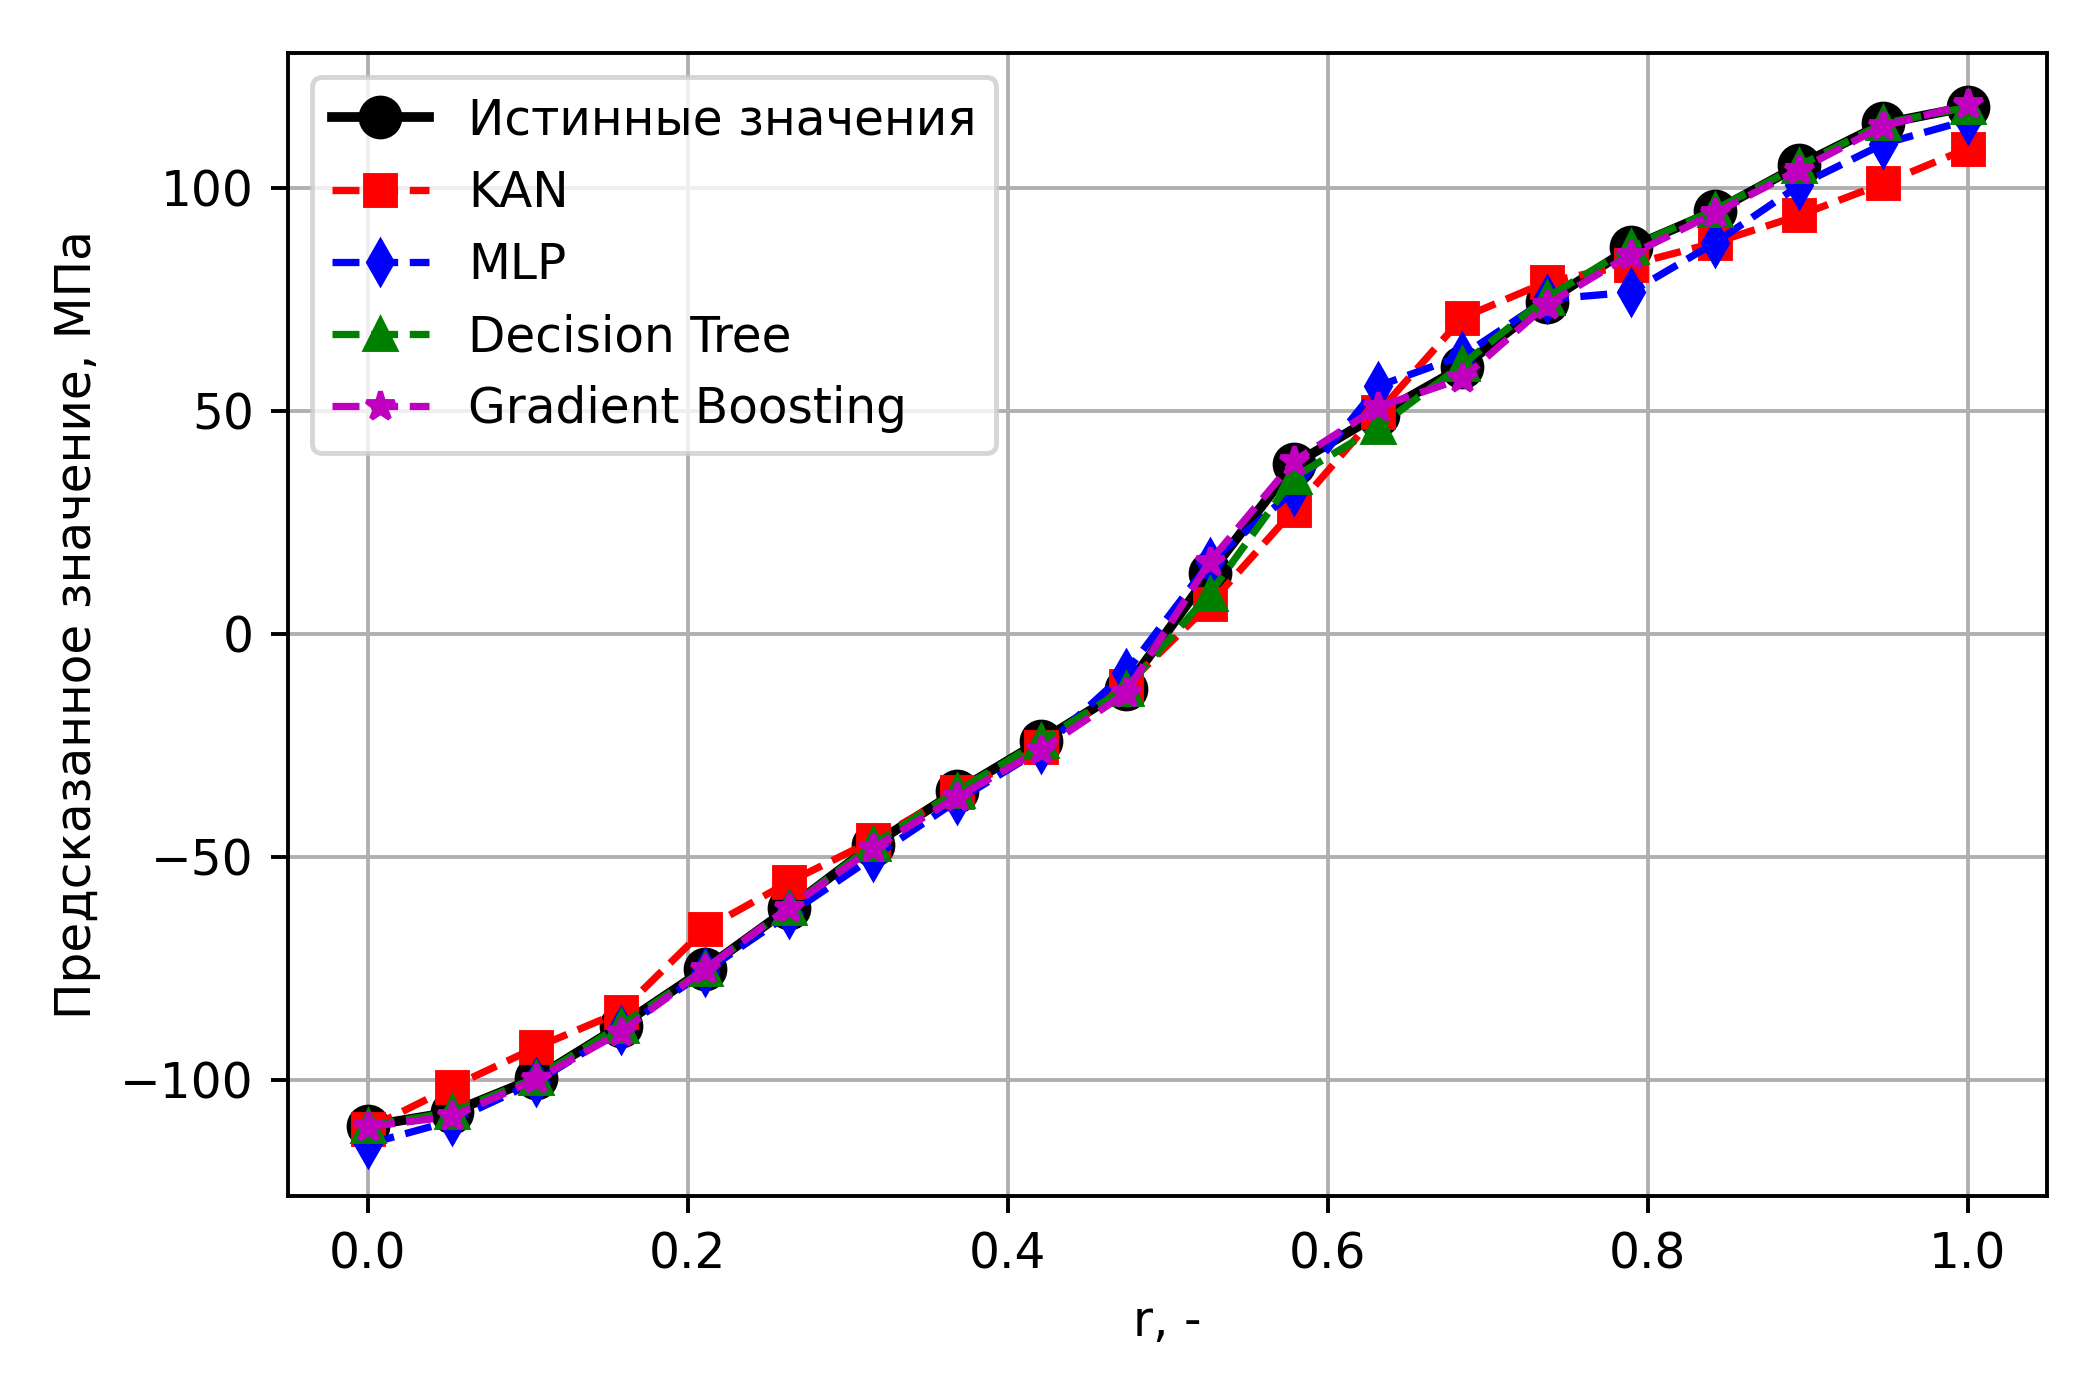 Истинные значения
KAN
MLP
Decision Tree
Gradient Boosting
Предсказанное значение, МПа
100
50
0
−50
−100
0.0 0.2 0.4 0.6 0.8 1.0
r, -